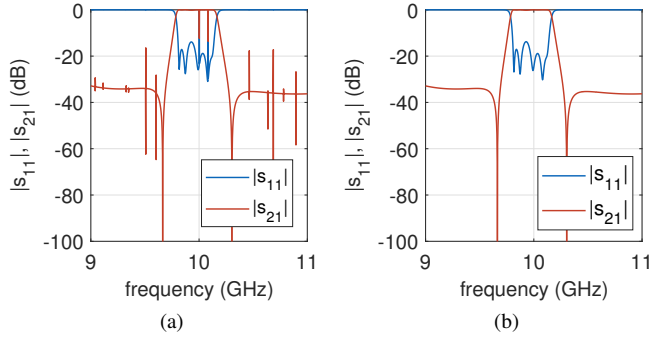 0
-20
-40
-60
-80
-100
|s11|, |s21| (dB)
|s11|
|s21|
9
10
11
frequency (GHz)
(a)
0
-20
-40
-60
-80
-100
|s11|, |s21| (dB)
|s11|
|s21|
9
10
11
frequency (GHz)
(b)